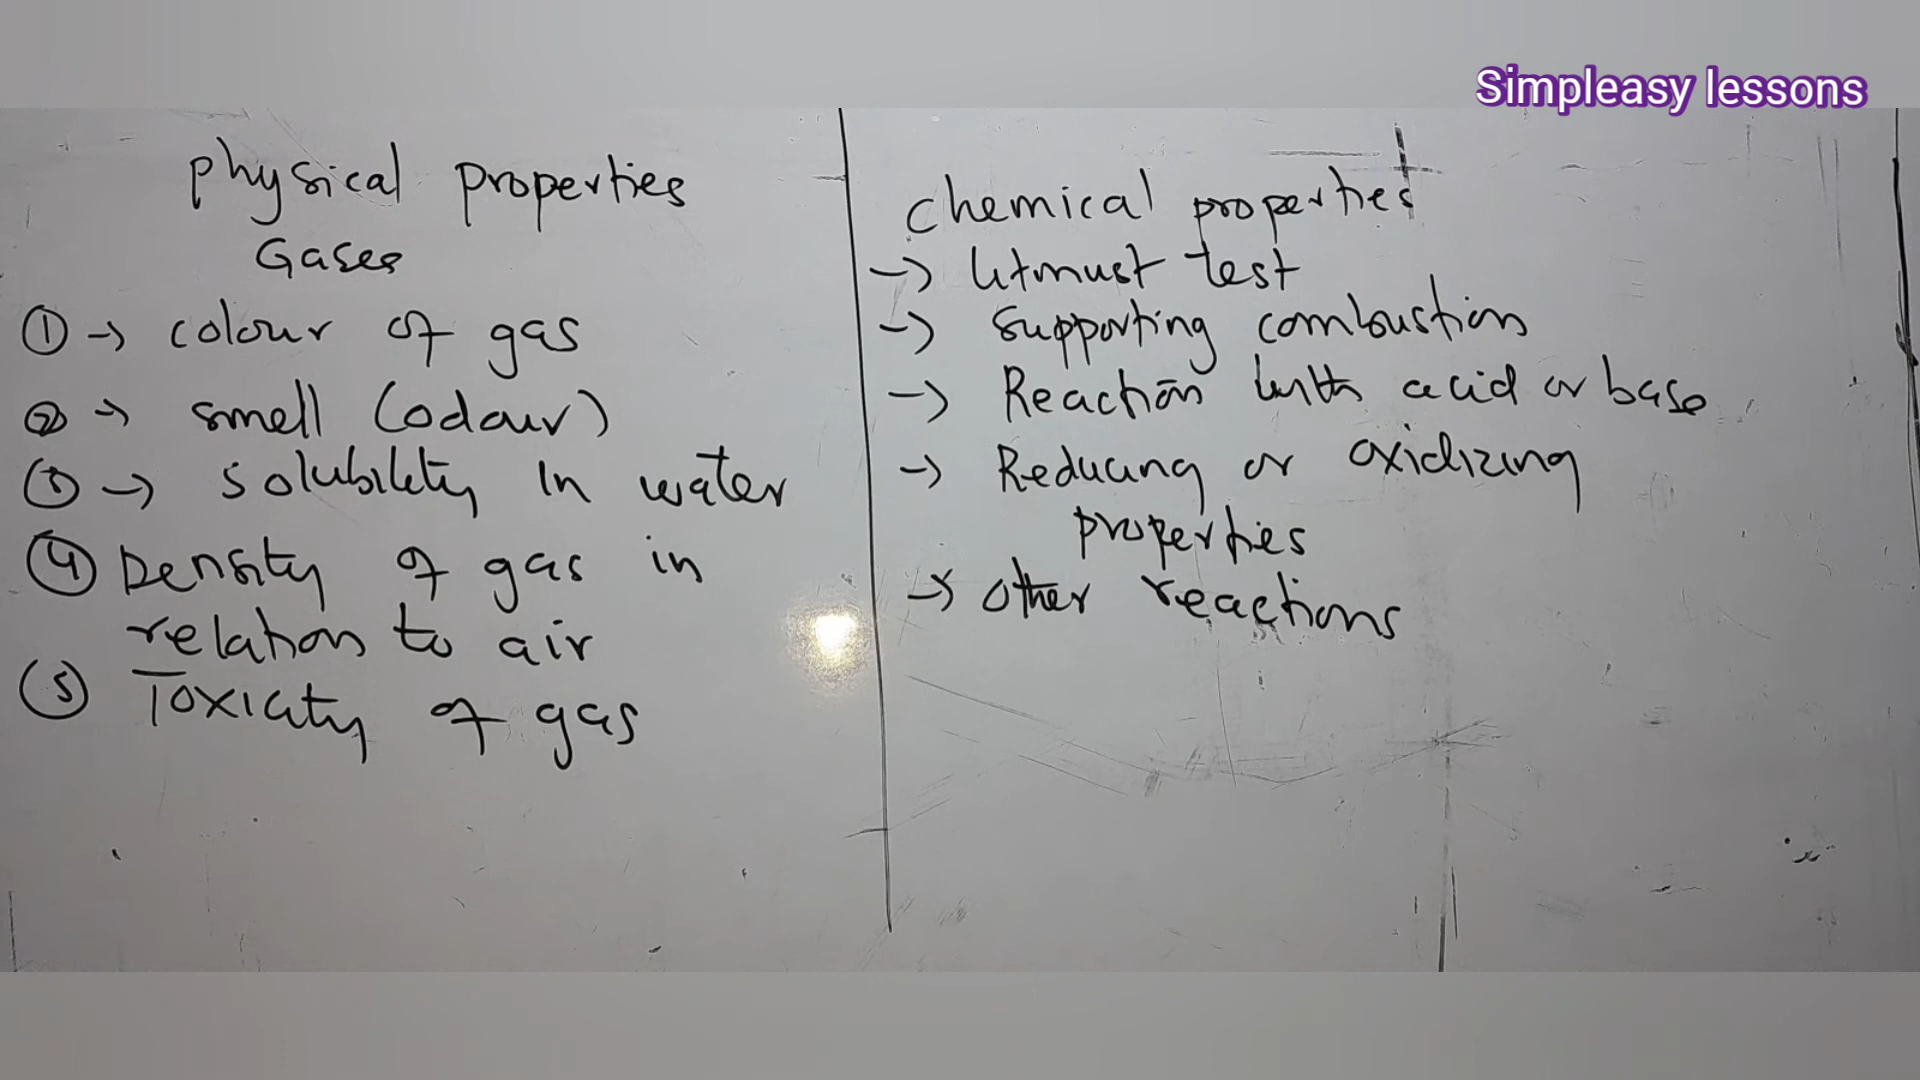 Simpleasy lessons
Physical properties
Gases
① → colour of gas
② → smell (odour)
③ → solubility in water
④ Density of gas in
relation to air
⑤ Toxicity of gas
chemical properties
→ litmust test
→ supporting combustion
→ Reaction with acid or base
→ Reducing or oxidizing
properties
→ other reactions